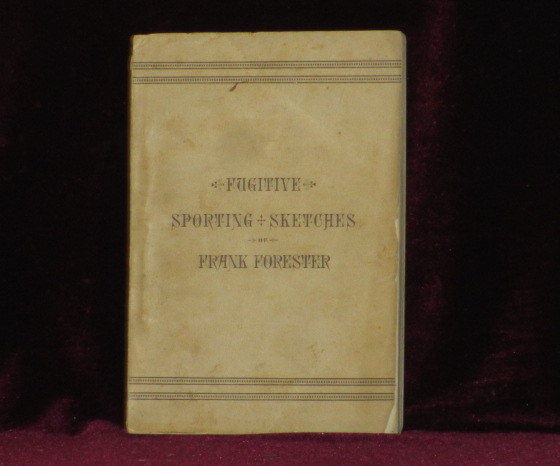 FUGITIVE
SPORTING SKETCHES
OF
FRANK FORESTER